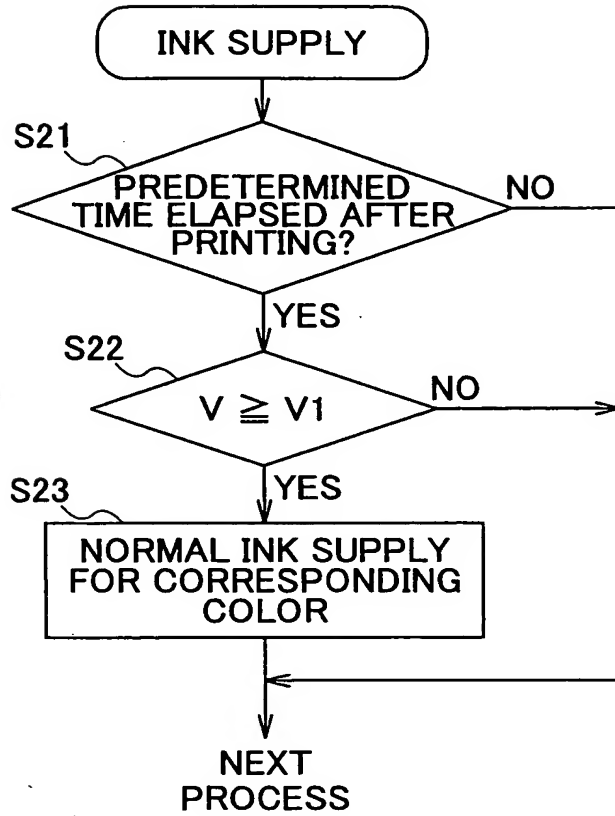 INK SUPPLY
S21
PREDETERMINED
TIME ELAPSED AFTER
PRINTING?
NO
YES
S22
V ≧ V1
NO
YES
S23
NORMAL INK SUPPLY
FOR CORRESPONDING
COLOR
NEXT
PROCESS